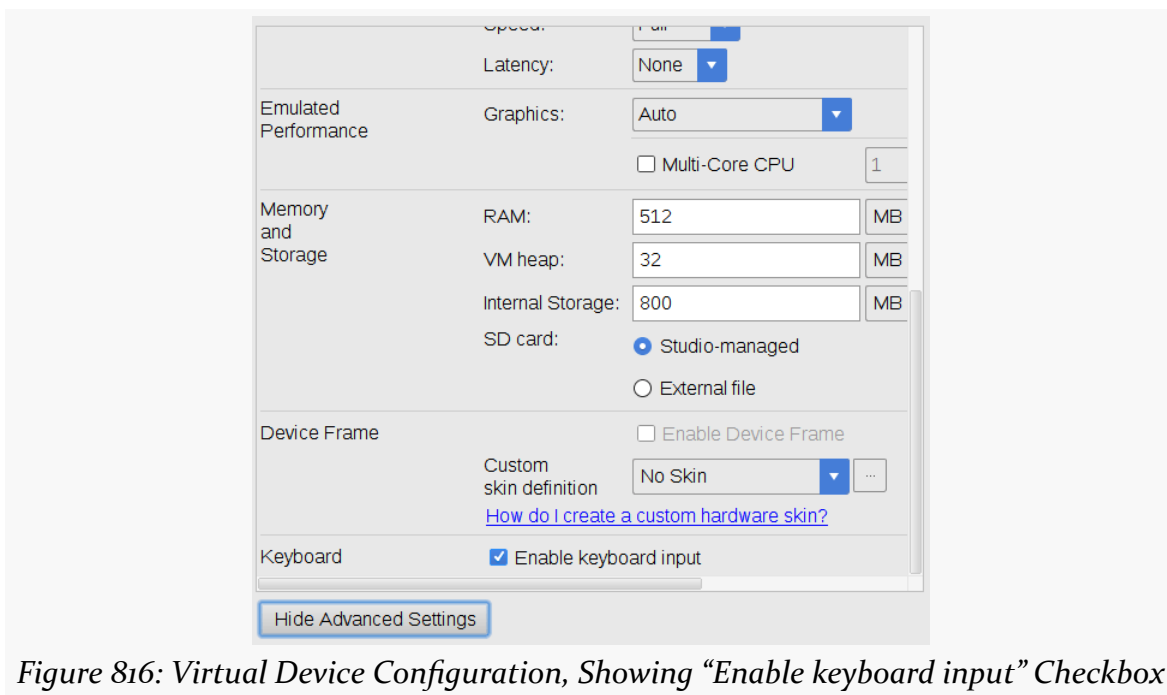 Speed: Full
Latency: None
Emulated
Performance
Graphics: Auto
Multi-Core CPU 1
Memory
and
Storage
RAM: 512 MB
VM heap: 32 MB
Internal Storage: 800 MB
SD card: Studio-managed
External file
Device Frame Enable Device Frame
Custom
skin definition
No Skin ...
How do I create a custom hardware skin?
Keyboard Enable keyboard input
Hide Advanced Settings
Figure 816: Virtual Device Configuration, Showing “Enable keyboard input” Checkbox